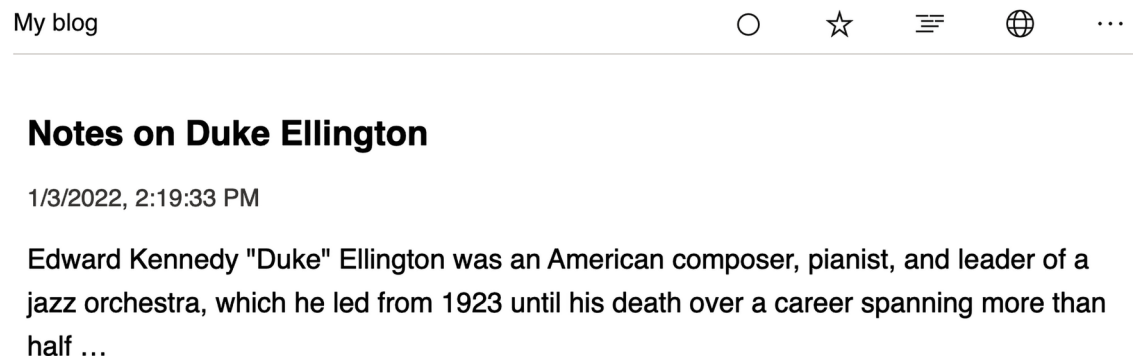 My blog
Notes on Duke Ellington
1/3/2022, 2:19:33 PM
Edward Kennedy "Duke" Ellington was an American composer, pianist, and leader of a
jazz orchestra, which he led from 1923 until his death over a career spanning more than
half ...